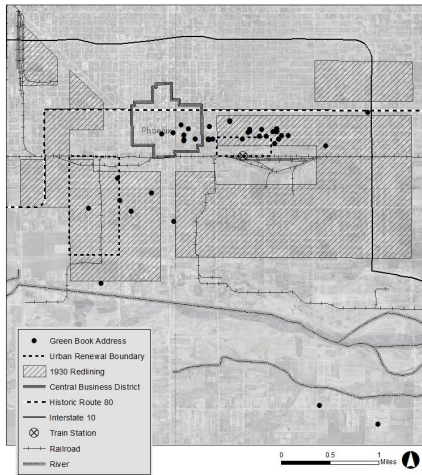 Phoenix
Green Book Address
Urban Renewal Boundary
1930 Redlining
Central Business District
Historic Route 80
Interstate 10
Train Station
Railroad
River
0 0.5 1
Miles